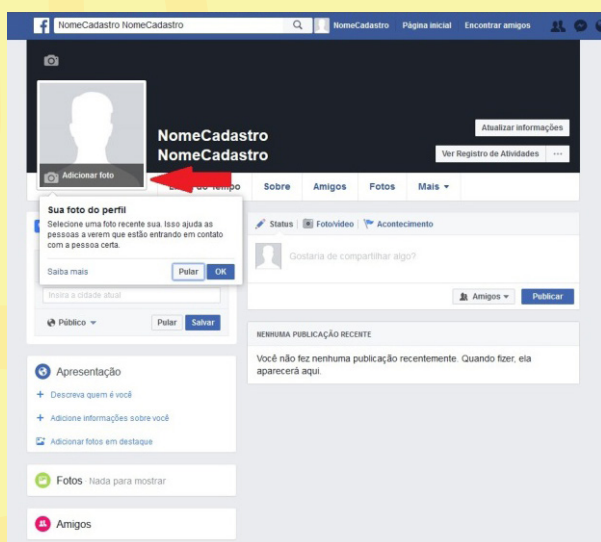 NomeCadastro NomeCadastro
NomeCadastro
Página inicial
Encontrar amigos
NomeCadastro
NomeCadastro
Atualizar informações
Ver Registro de Atividades ...
Adicionar foto
Tempo
Sobre
Amigos
Fotos
Mais
Sua foto do perfil
Selecione uma foto recente sua. Isso ajuda as
pessoas a verem que estão entrando em contato
com a pessoa certa.
Saiba mais
Pular
OK
Insira a cidade atual
Público
Pular
Salvar
Status
Foto/vídeo
Acontecimento
Gostaria de compartilhar algo?
Amigos
Publicar
NENHUMA PUBLICAÇÃO RECENTE
Você não fez nenhuma publicação recentemente. Quando fizer, ela
aparecerá aqui.
Apresentação
+ Descreva quem é você
+ Adicione informações sobre você
Adicionar fotos em destaque
Fotos · Nada para mostrar
Amigos